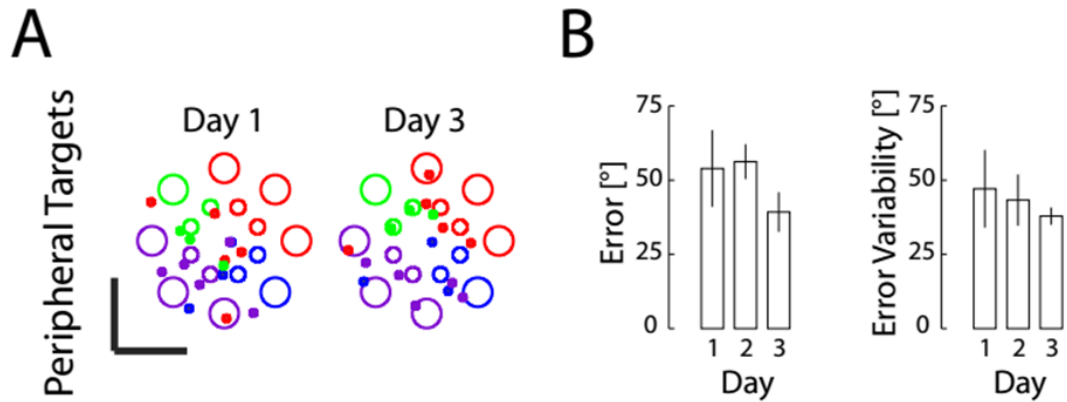 A
B
Peripheral Targets
Day 1
Day 3
Error [°]
75
50
25
0
1 2 3
Day
Error Variability [°]
75
50
25
0
1 2 3
Day